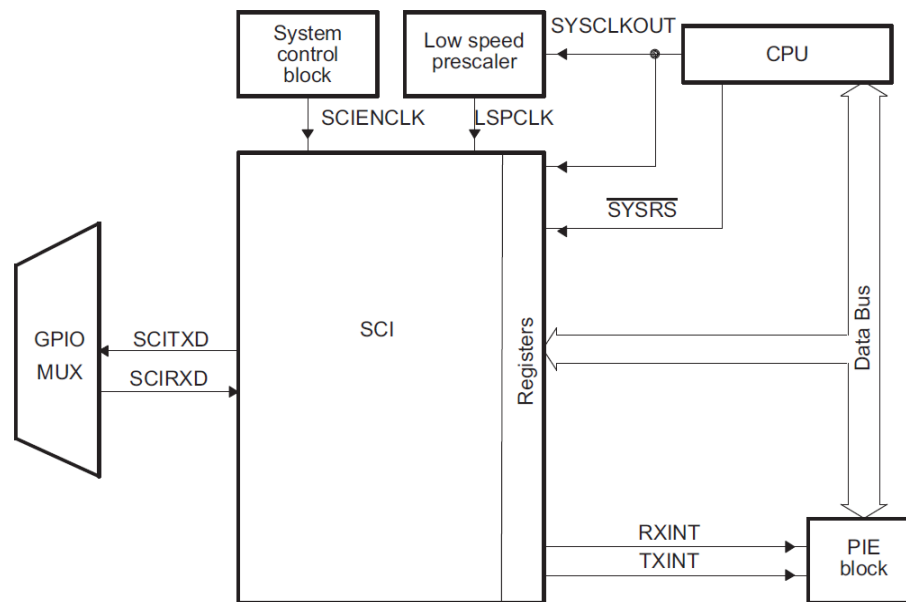 System
control
block
Low speed
prescaler
SYSCLKOUT
CPU
SCIENCLK
LSPCLK
SYSRS
GPIO
MUX
SCITXD
SCIRXD
SCI
Registers
Data Bus
RXINT
TXINT
PIE
block